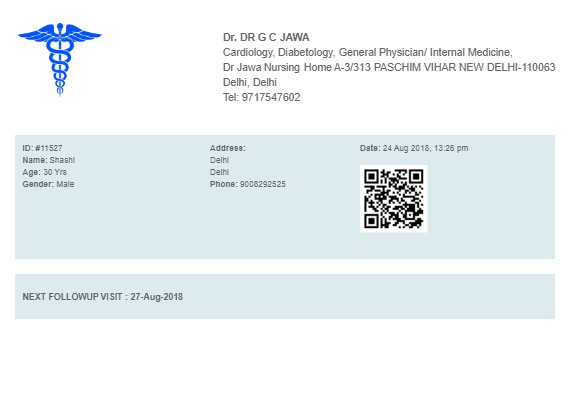 Dr. DR G C JAWA
Cardiology, Diabetology, General Physician/ Internal Medicine,
Dr Jawa Nursing Home A-3/313 PASCHIM VIHAR NEW DELHI-110063
Delhi, Delhi
Tel: 9717547602
ID: #11527
Name: Shashi
Age: 30 Yrs
Gender: Male
Address:
Delhi
Delhi
Phone: 9008292525
Date: 24 Aug 2018, 13:26 pm
NEXT FOLLOWUP VISIT : 27-Aug-2018